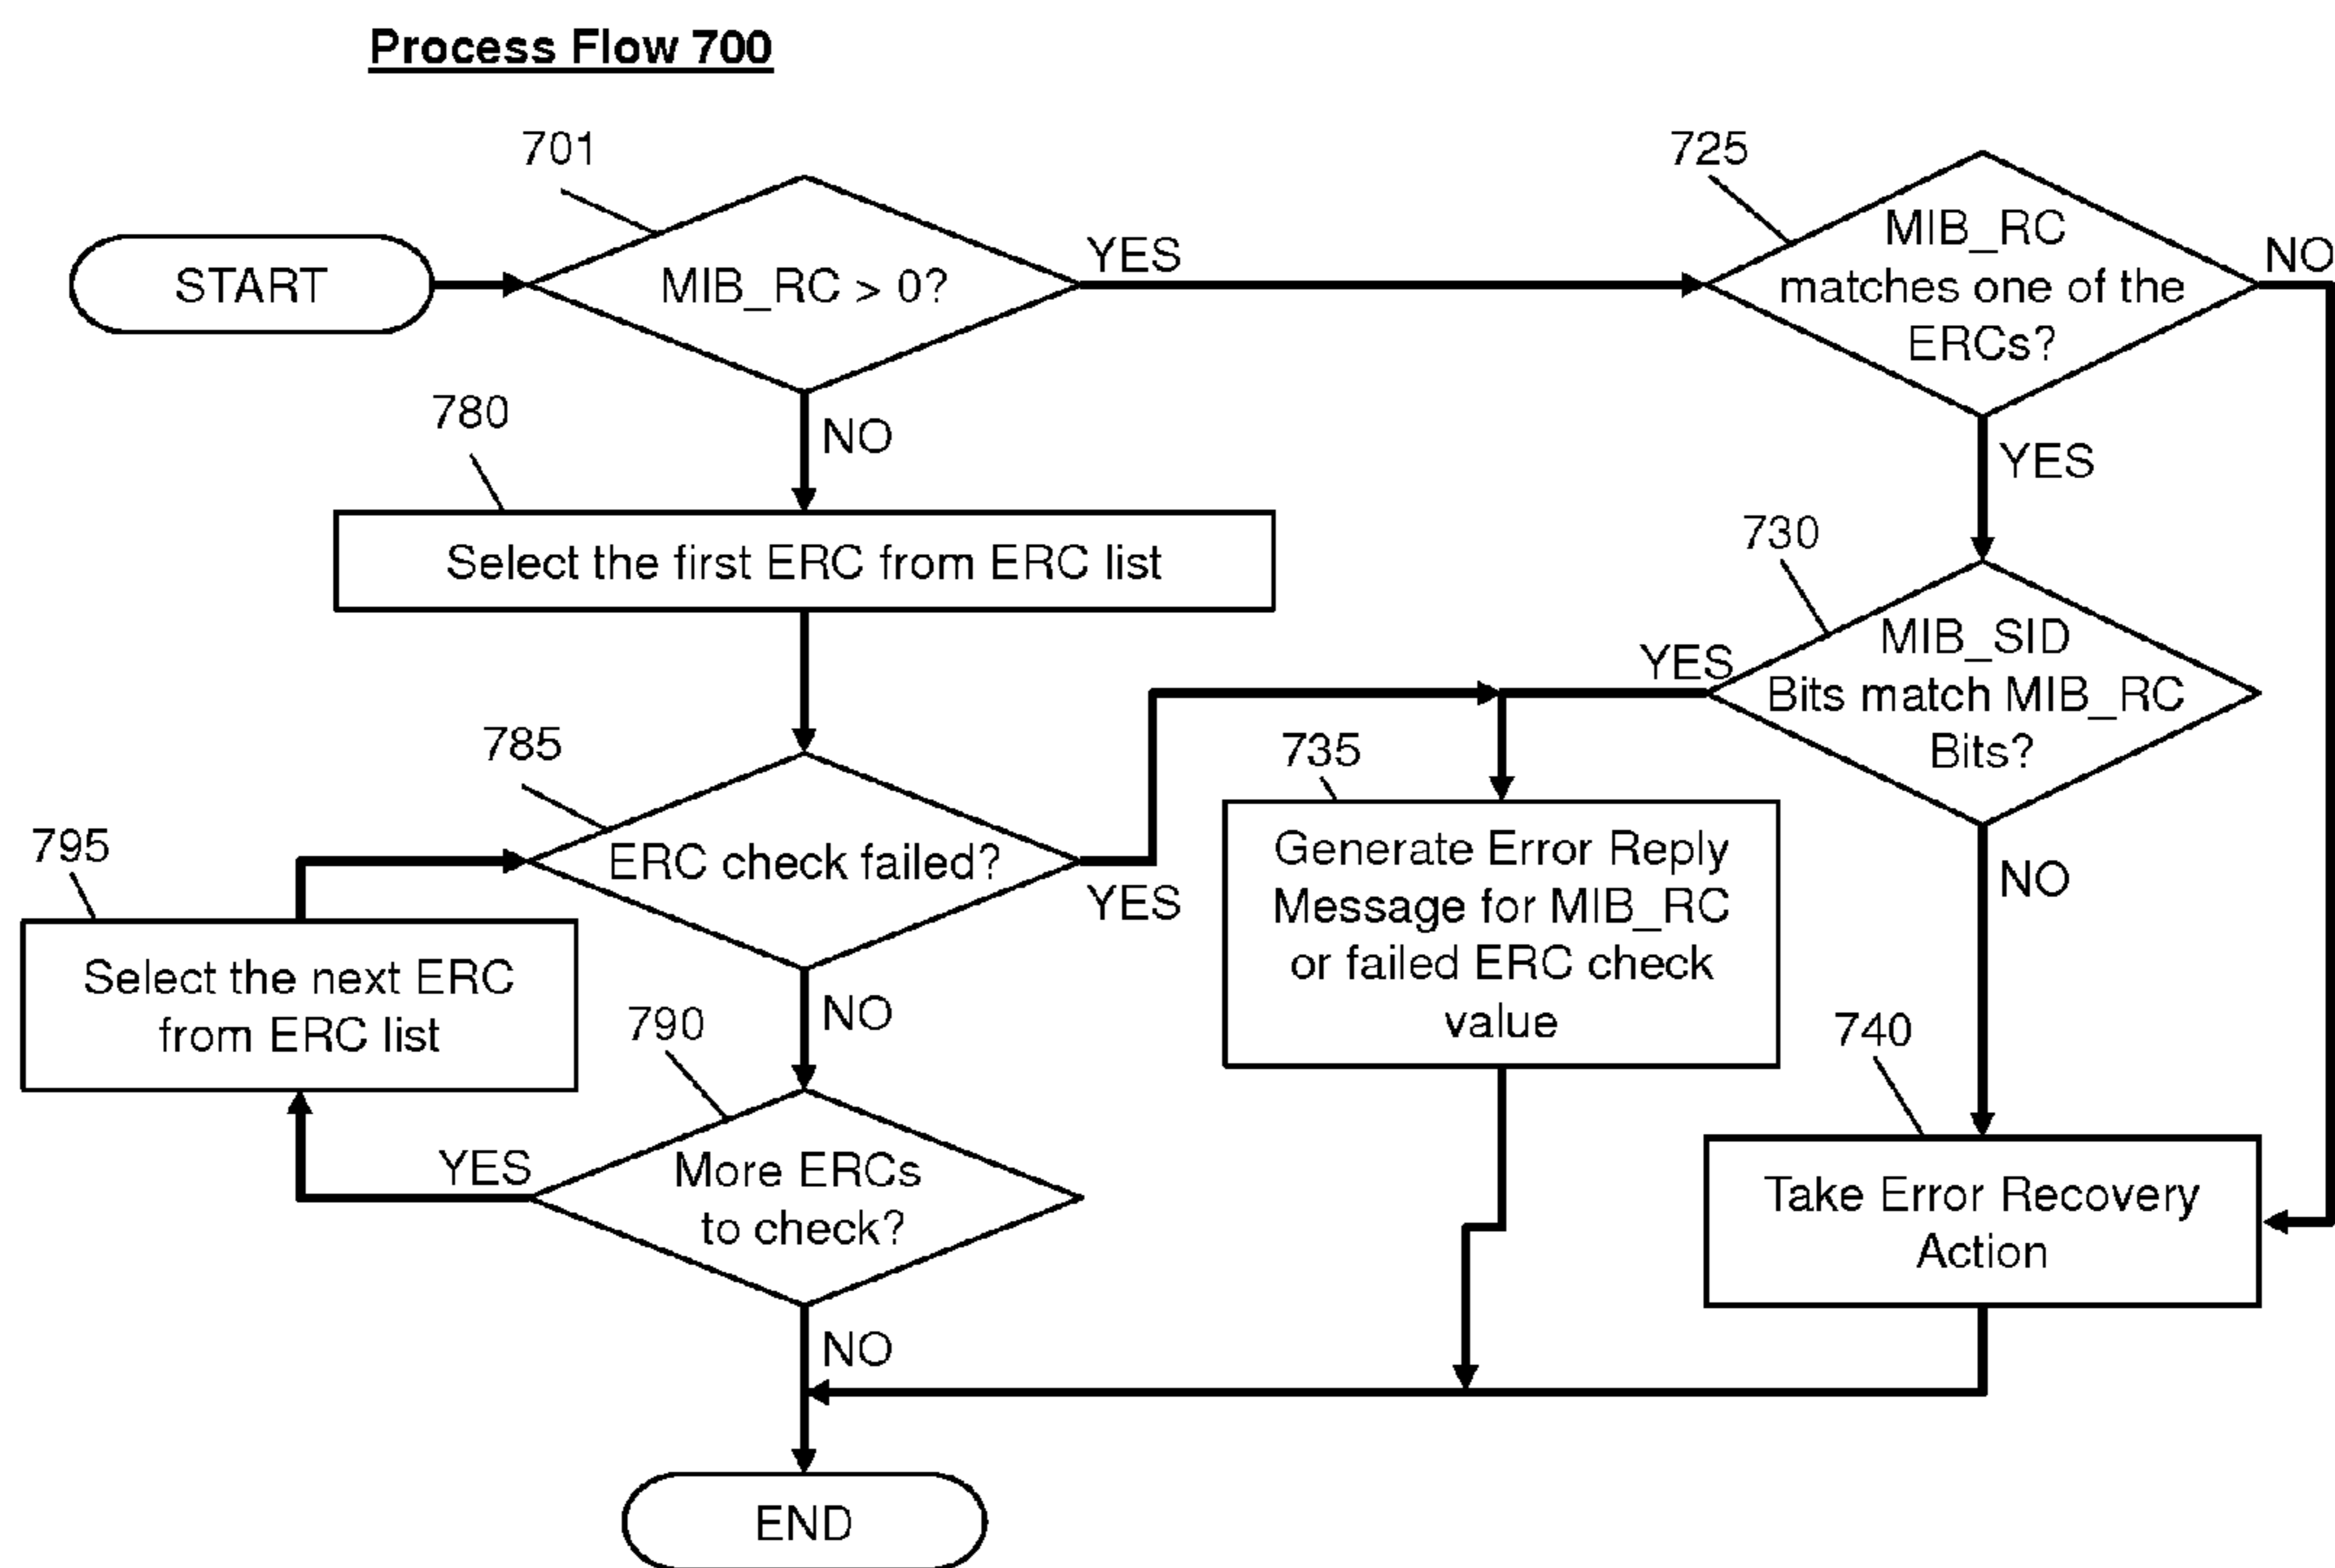 Process Flow 700
701
725
START
MIB_RC > 0?
YES
MIB_RC
matches one of the
ERCs?
NO
780
NO
YES
Select the first ERC from ERC list
730
MIB_SID
Bits match MIB_RC
Bits?
YES
785
735
ERC check failed?
YES
NO
795
Select the next ERC
from ERC list
Generate Error Reply
Message for MIB_RC
or failed ERC check
value
NO
790
740
YES
More ERCs
to check?
Take Error Recovery
Action
NO
END